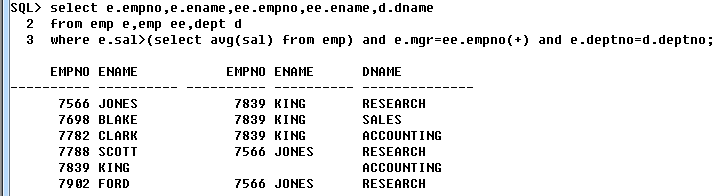 SQL> select e.empno,e.ename,ee.empno,ee.ename,d.dname
  2  from emp e,emp ee,dept d
  3  where e.sal>(select avg(sal) from emp) and e.mgr=ee.empno(+) and e.deptno=d.deptno;
     EMPNO ENAME           EMPNO ENAME      DNAME
---------- ---------- ---------- ---------- --------------
      7566 JONES            7839 KING       RESEARCH
      7698 BLAKE            7839 KING       SALES
      7782 CLARK            7839 KING       ACCOUNTING
      7788 SCOTT            7566 JONES      RESEARCH
      7839 KING                             ACCOUNTING
      7902 FORD             7566 JONES      RESEARCH